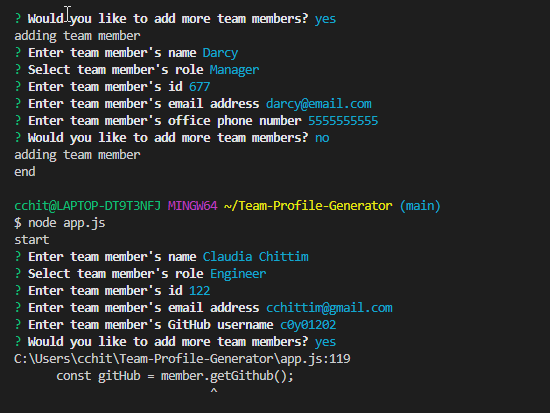 ? Would you like to add more team members? yes
adding team member
? Enter team member's name Darcy
? Select team member's role Manager
? Enter team member's id 677
? Enter team member's email address darcy@email.com
? Enter team member's office phone number 5555555555
? Would you like to add more team members? no
adding team member
end
cchit@LAPTOP-DT9T3NFJ MINGW64 ~/Team-Profile-Generator (main)
$ node app.js
start
? Enter team member's name Claudia Chittim
? Select team member's role Engineer
? Enter team member's id 122
? Enter team member's email address cchittim@gmail.com
? Enter team member's GitHub username c0y01202
? Would you like to add more team members? yes
C:\Users\cchit\Team-Profile-Generator\app.js:119
      const gitHub = member.getGithub();
                            ^